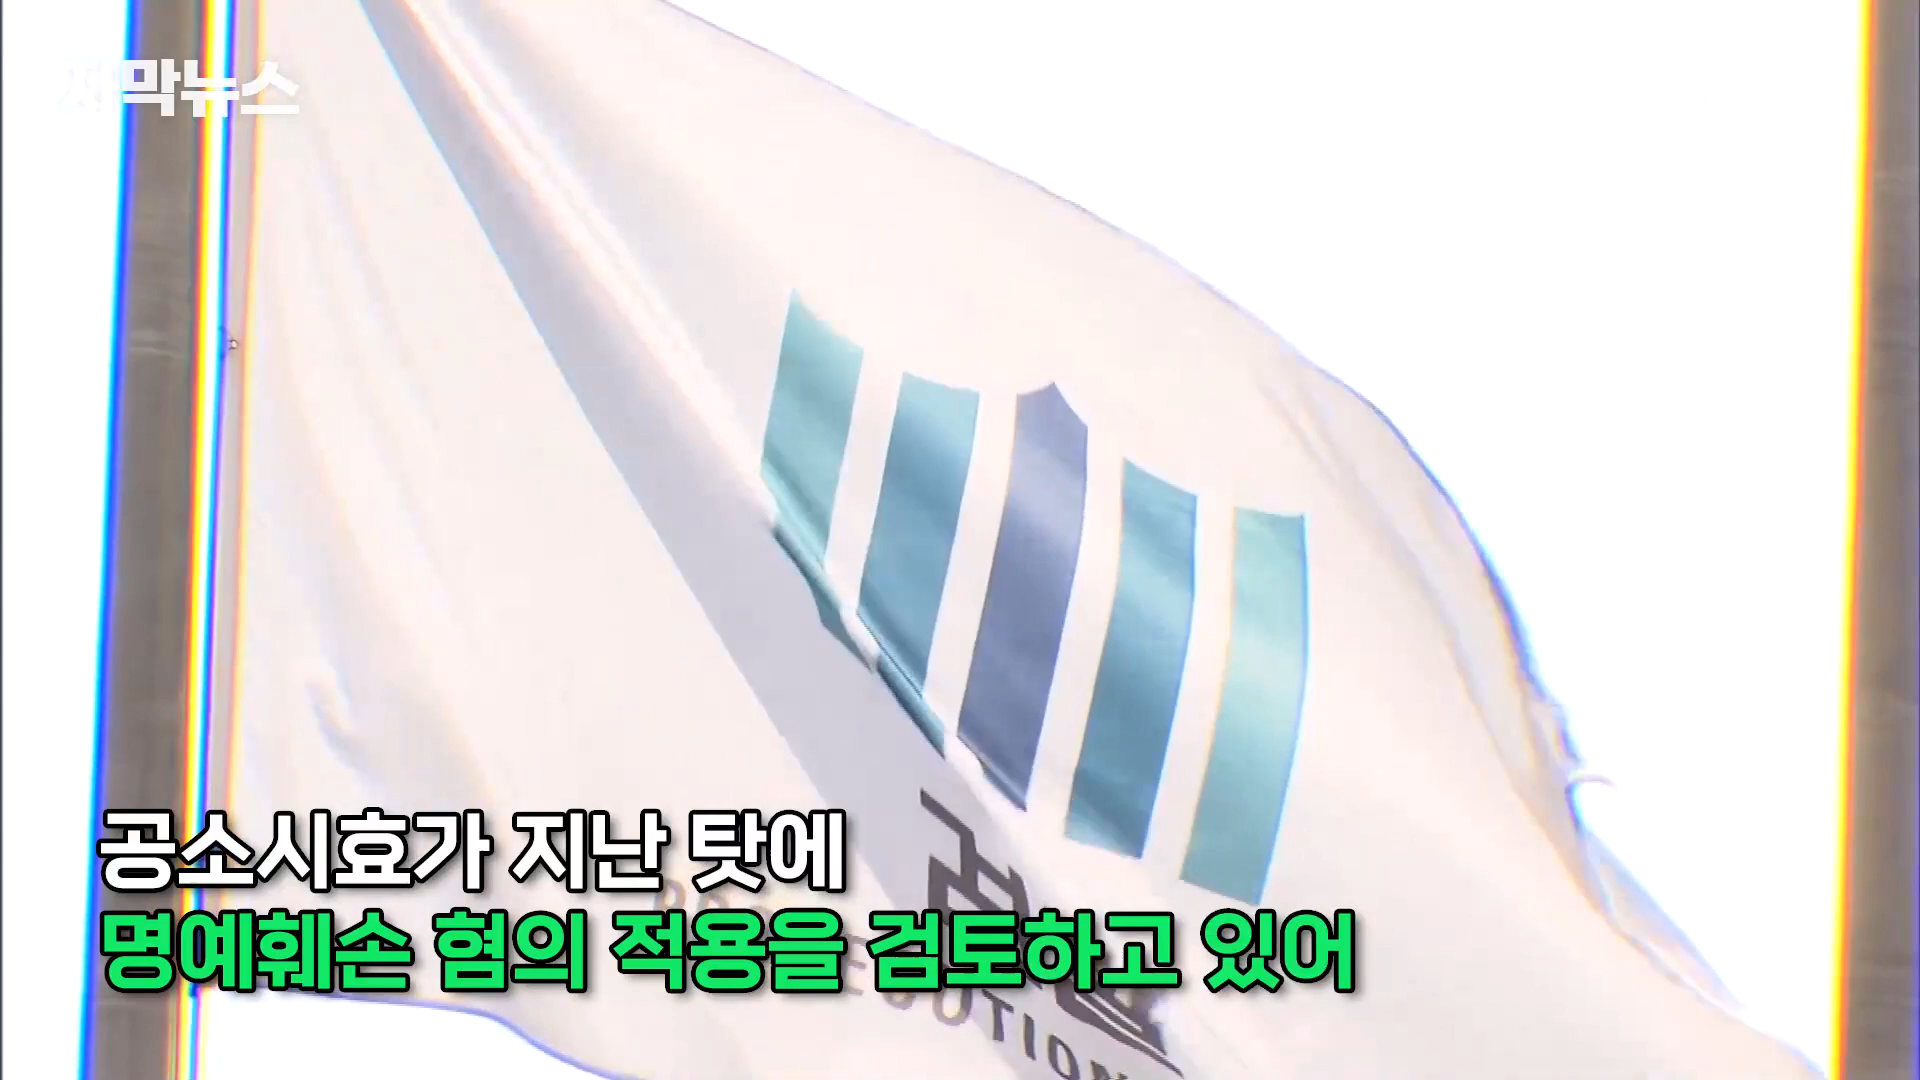 자막뉴스
공소시효가 지난 탓에
명예훼손 혐의 적용을 검토하고 있어